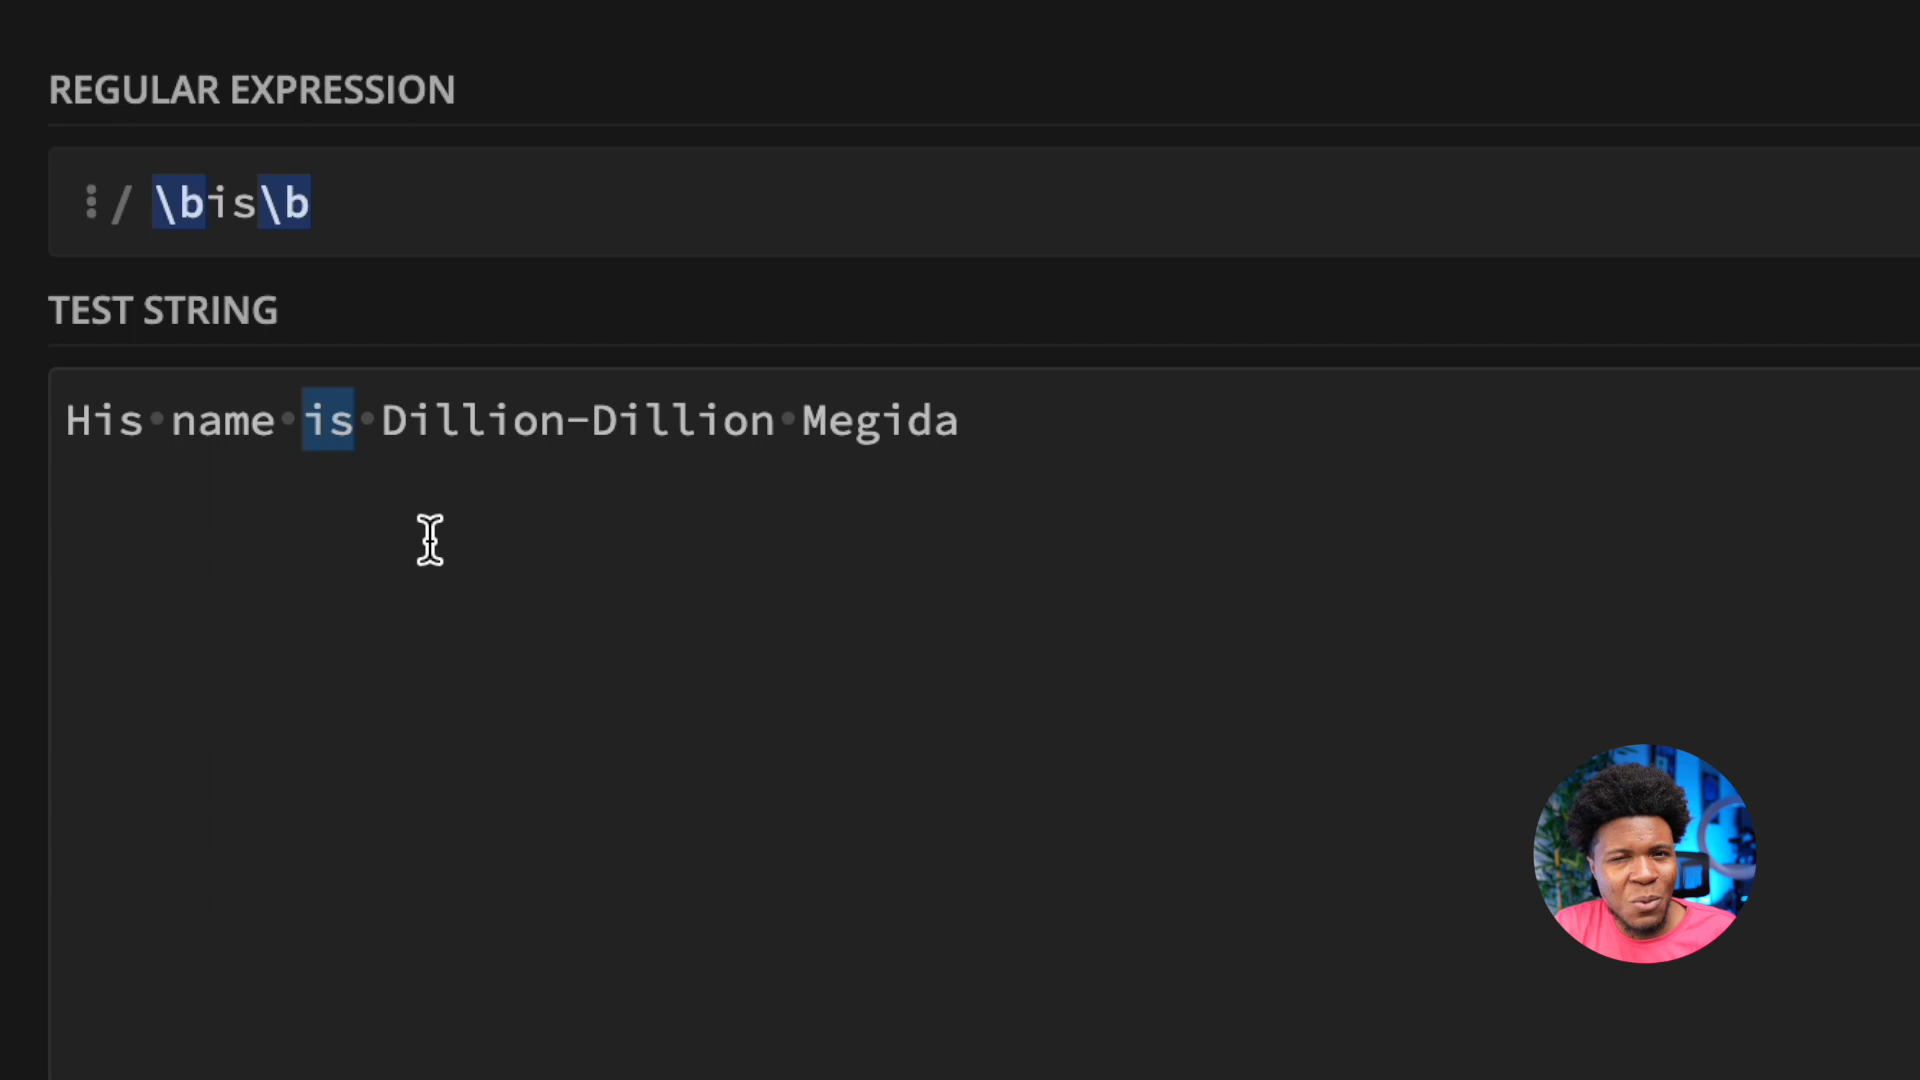 REGULAR EXPRESSION
/ \bis\b
TEST STRING
His·name·is·Dillion-Dillion·Megida